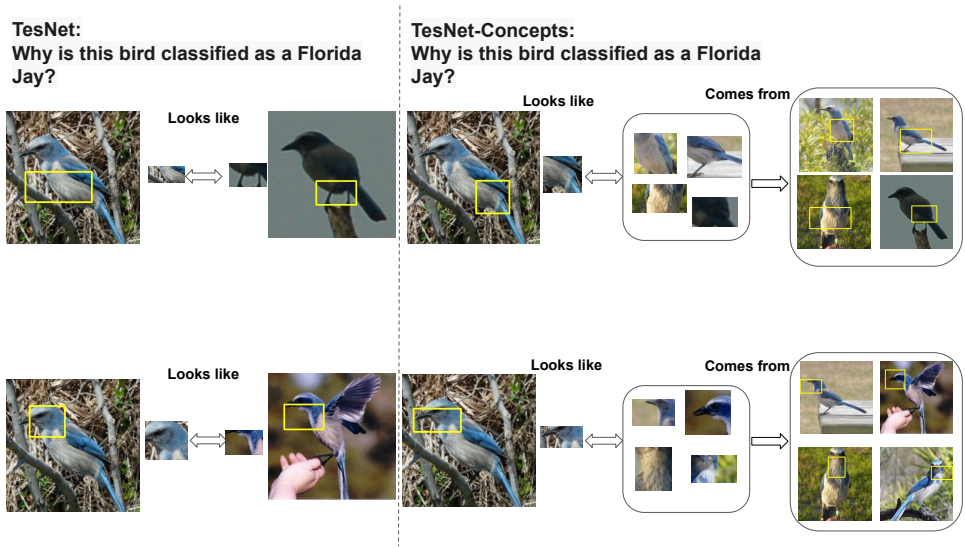 TesNet:
Why is this bird classified as a Florida
Jay?
TesNet-Concepts:
Why is this bird classified as a Florida
Jay?
Looks like
Looks like
Comes from
Looks like
Looks like
Comes from